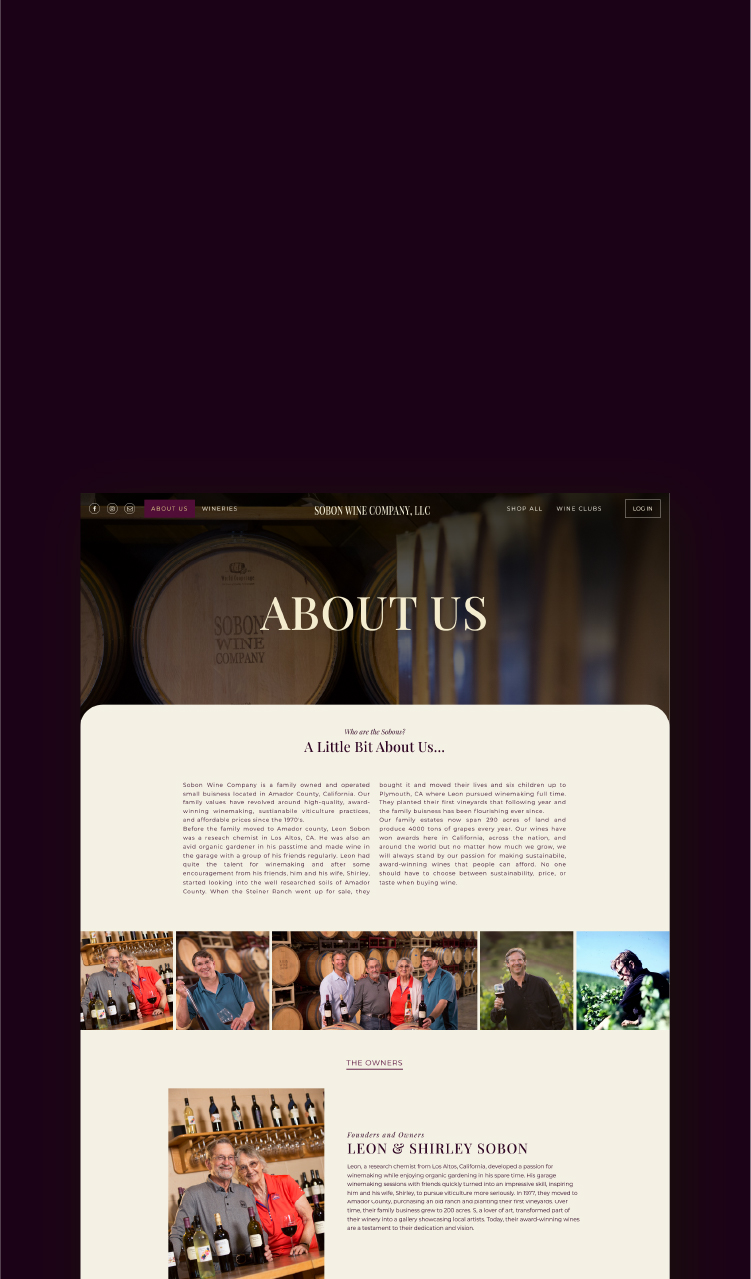 ABOUT US
WINERIES
SOBON WINE COMPANY, LLC
SHOP ALL
WINE CLUBS
LOG IN
SOBON
WINE
COMPANY
ABOUT US
Who are the Sobons?
A Little Bit About Us...
Sobon Wine Company is a family owned and operated
small buisness located in Amador County, California. Our
family values have revolved around high-quality, award-
winning winemaking, sustianabile viticulture practices,
and affordable prices since the 1970's.
Before the family moved to Amador county, Leon Sobon
was a reseach chemist in Los Altos, CA. He was also an
avid organic gardener in his passtime and made wine in
the garage with a group of his friends regularly. Leon had
quite the talent for winemaking and after some
encouragement from his friends, him and his wife, Shirley,
started looking into the well researched soils of Amador
County. When the Steiner Ranch went up for sale, they
bought it and moved their lives and six children up to
Plymouth, CA where Leon pursued winemaking full time.
They planted their first vineyards that following year and
the family buisness has been flourishing ever since.
Our family estates now span 290 acres of land and
produce 4000 tons of grapes every year. Our wines have
won awards here in California, across the nation, and
around the world but no matter how much we grow, we
will always stand by our passion for making sustainabile,
award-winning wines that people can afford. No one
should have to choose between sustainability, price, or
taste when buying wine.
THE OWNERS
Founders and Owners
LEON & SHIRLEY SOBON
Leon, a research chemist from Los Altos, California, developed a passion for
winemaking while enjoying organic gardening in his spare time. His garage
winemaking sessions with friends quickly turned into an impressive skill, inspiring
him and his wife, Shirley, to pursue viticulture more seriously. In 1977, they moved to
Amador County, purchasing an old ranch and planting their first vineyards. Over
time, their family business grew to 200 acres. S, a lover of art, transformed part of
their winery into a gallery showcasing local artists. Today, their award-winning wines
are a testament to their dedication and vision.